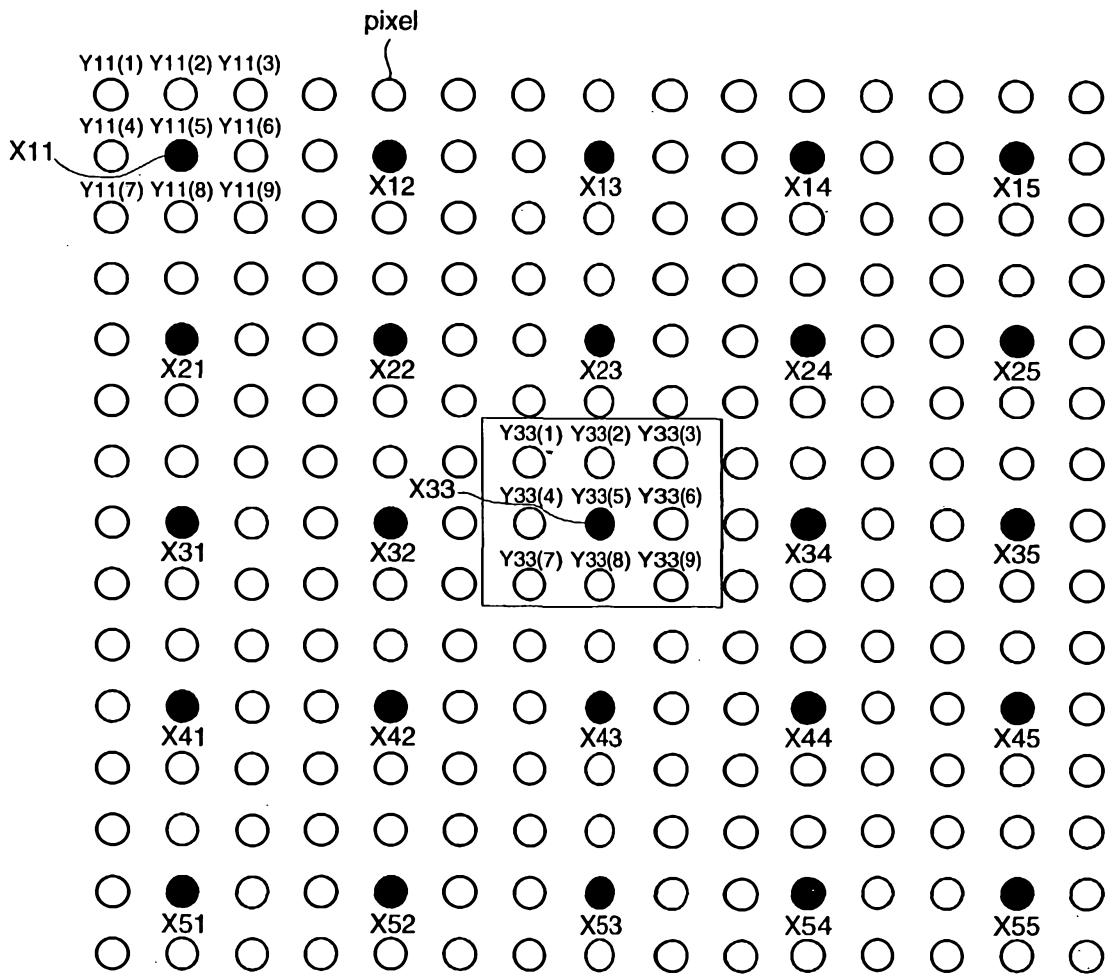 pixel
Y11(1) Y11(2) Y11(3)
Y11(4) Y11(5) Y11(6)
X11
X12 X13 X14 X15
Y11(7) Y11(8) Y11(9)
X21 X22 X23 X24 X25
Y33(1) Y33(2) Y33(3)
X33
Y33(4) Y33(5) Y33(6)
X31 X32 X34 X35
Y33(7) Y33(8) Y33(9)
X41 X42 X43 X44 X45
X51 X52 X53 X54 X55